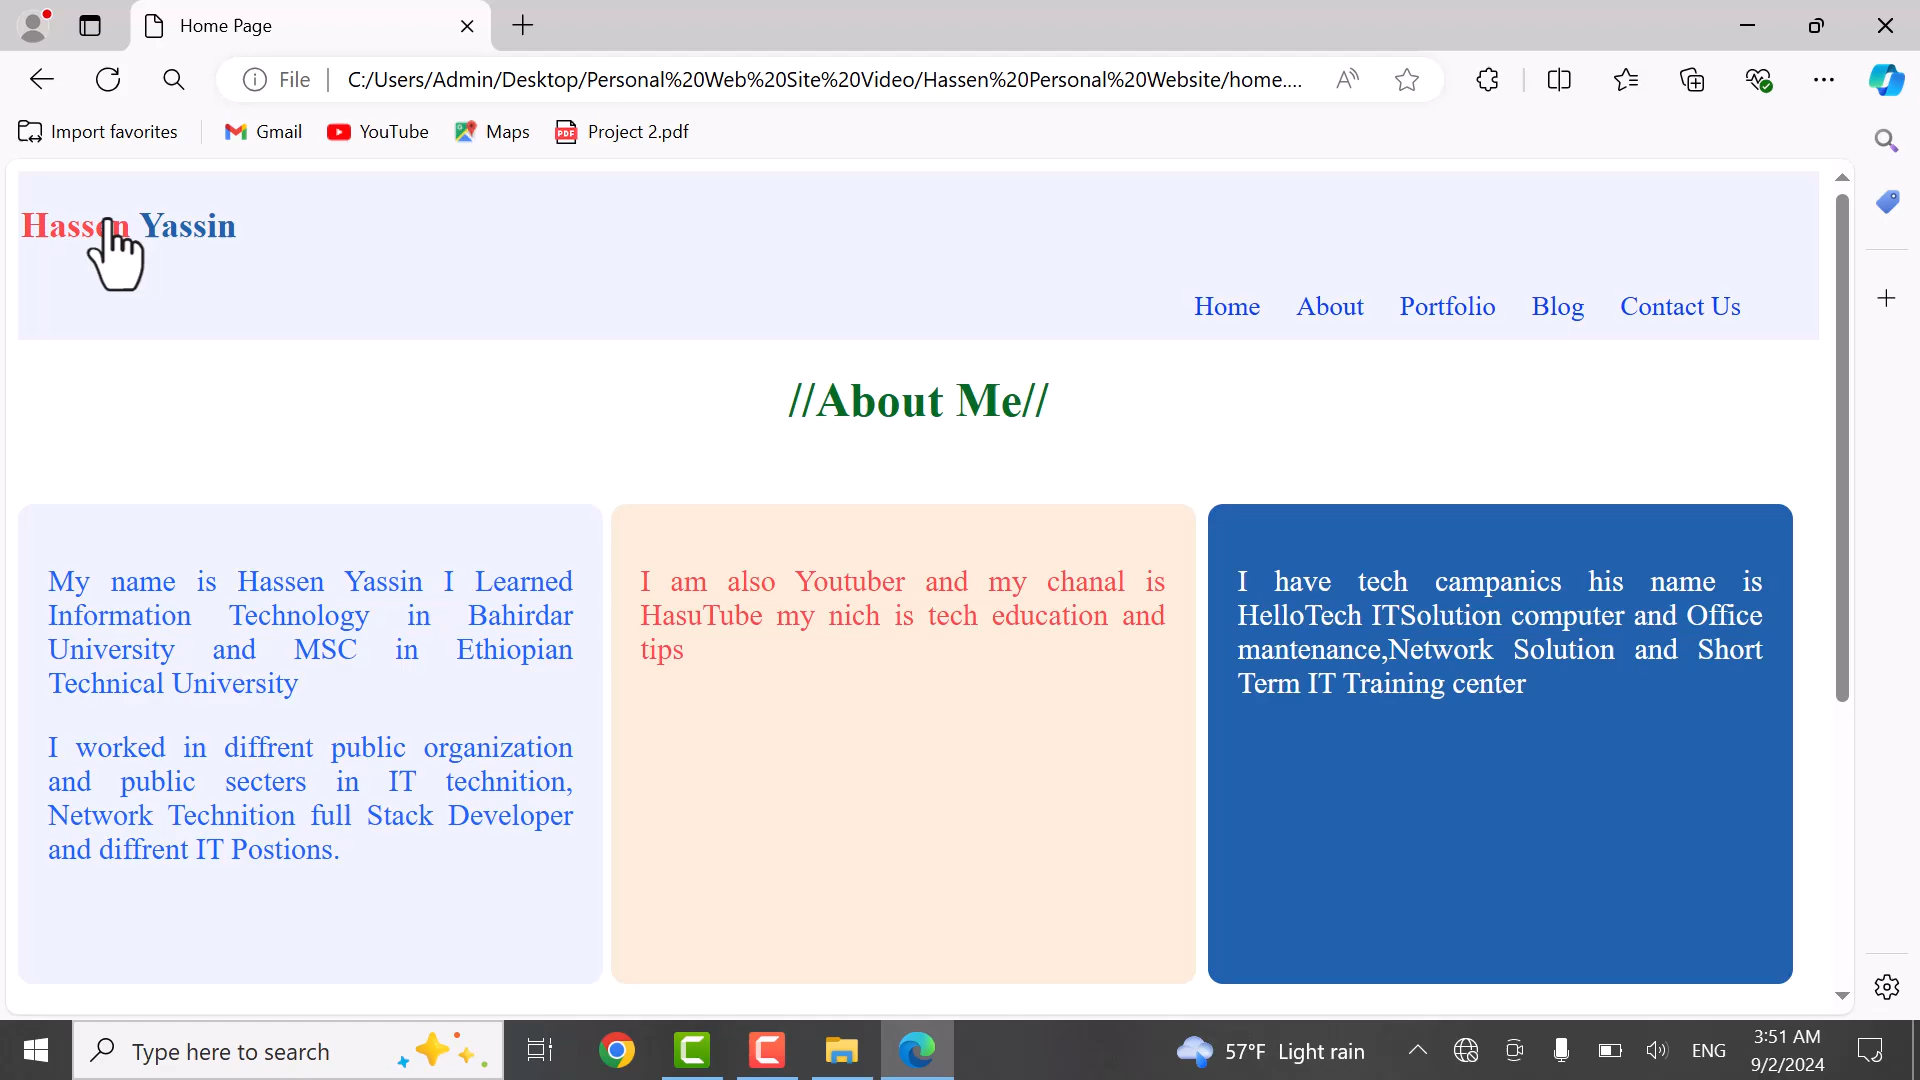 Home Page
File
C:/Users/Admin/Desktop/Personal%20Web%20Site%20Video/Hassen%20Personal%20Website/home....
Import favorites
Gmail
YouTube
Maps
PDF
Project 2.pdf
Hassen Yassin
Home About Portfolio Blog Contact Us
//About Me//
My name is Hassen Yassin I Learned
Information Technology in Bahirdar
University and MSC in Ethiopian
Technical University
I worked in diffrent public organization
and public secters in IT technition,
Network Technition full Stack Developer
and diffrent IT Postions.
I am also Youtuber and my chanal is
HasuTube my nich is tech education and
tips
I have tech campanics his name is
HelloTech ITSolution computer and Office
mantenance,Network Solution and Short
Term IT Training center
Type here to search
57°F Light rain
ENG
3:51 AM
9/2/2024